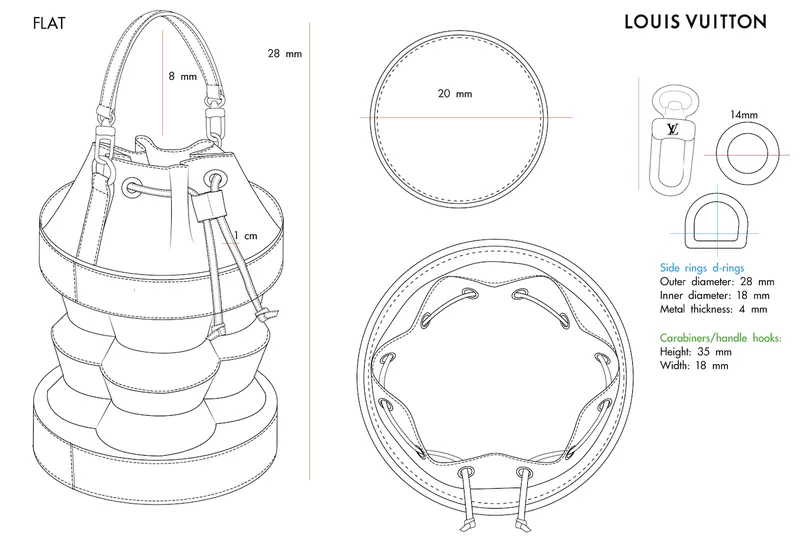 FLAT
LOUIS VUITTON
28 mm
8 mm
20 mm
1 cm
14mm
LV
Side rings d-rings
Outer diameter: 28 mm
Inner diameter: 18 mm
Metal thickness: 4 mm
Carabiners/handle hooks:
Height: 35 mm
Width: 18 mm